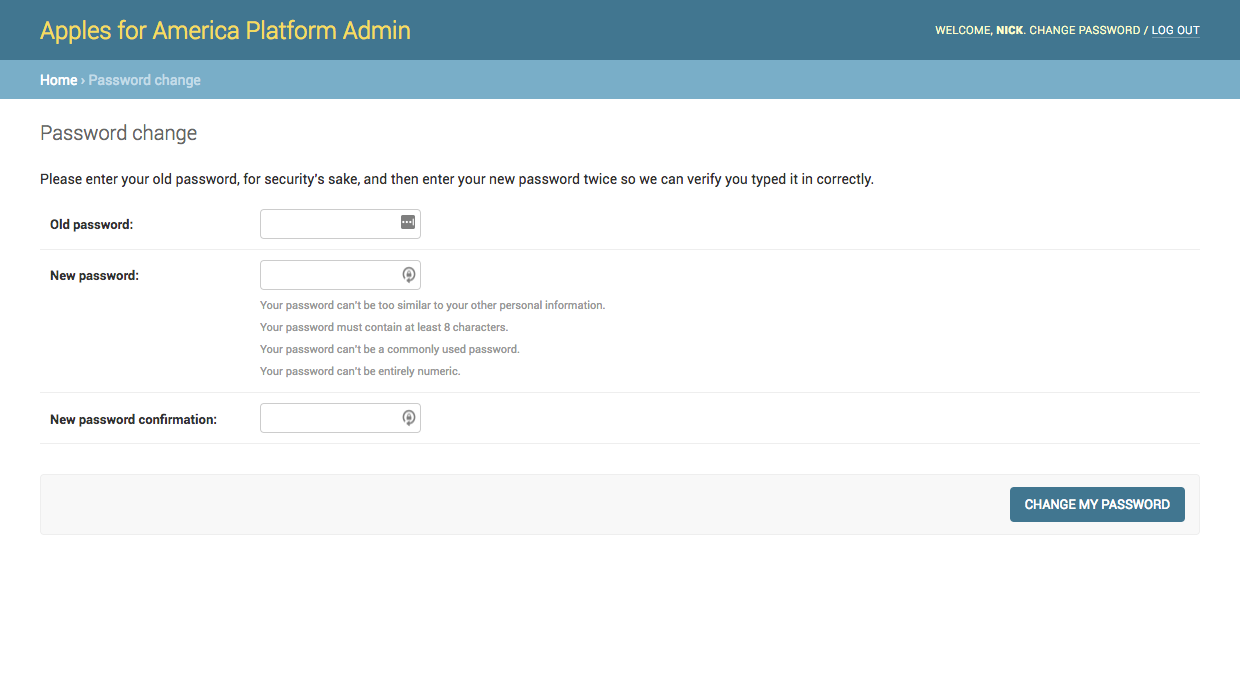 Apples for America Platform Admin
WELCOME, NICK. CHANGE PASSWORD / LOG OUT
Home › Password change
Password change
Please enter your old password, for security's sake, and then enter your new password twice so we can verify you typed it in correctly.
Old password:
New password:
Your password can't be too similar to your other personal information.
Your password must contain at least 8 characters.
Your password can't be a commonly used password.
Your password can't be entirely numeric.
New password confirmation:
CHANGE MY PASSWORD